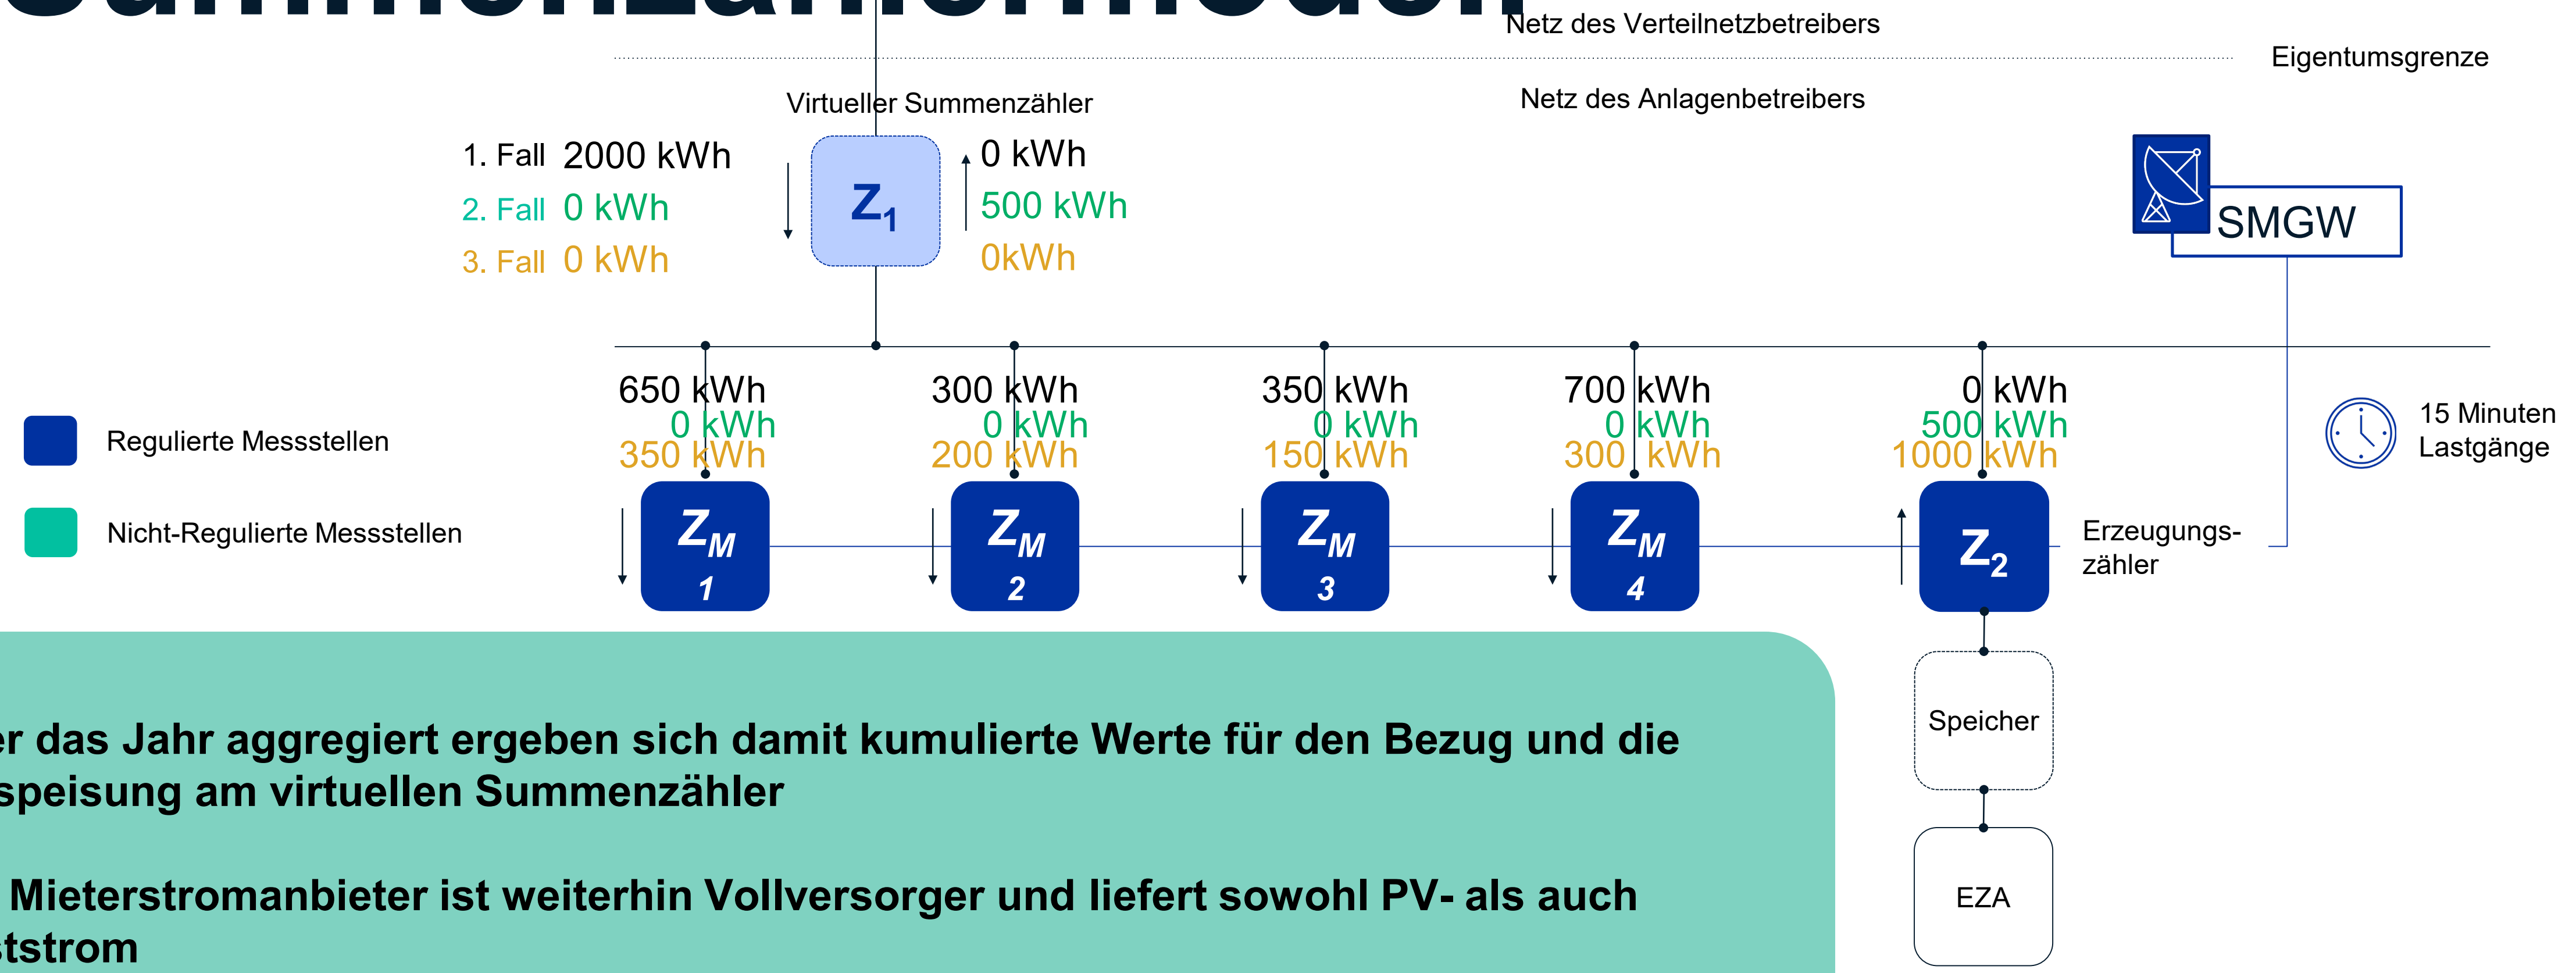 Summenzählermodell
Netz des Verteilnetzbetreibers
Eigentumsgrenze
Virtueller Summenzähler
Netz des Anlagenbetreibers
1. Fall 2000 kWh
2. Fall 0 kWh
3. Fall 0 kWh
Z1
0 kWh
500 kWh
0kWh
SMGW
650 kWh 300 kWh 350 kWh 700 kWh 0 kWh
0 kWh 0 kWh 0 kWh 0 kWh 500 kWh
350 kWh 200 kWh 150 kWh 300 kWh 1000 kWh
15 Minuten
Lastgänge
Regulierte Messstellen
Nicht-Regulierte Messstellen
ZM
1
ZM
2
ZM
3
ZM
4
Z2
Erzeugungs-
zähler
Speicher
EZA
er das Jahr aggregiert ergeben sich damit kumulierte Werte für den Bezug und die
speisung am virtuellen Summenzähler
Mieterstromanbieter ist weiterhin Vollversorger und liefert sowohl PV- als auch
ststrom